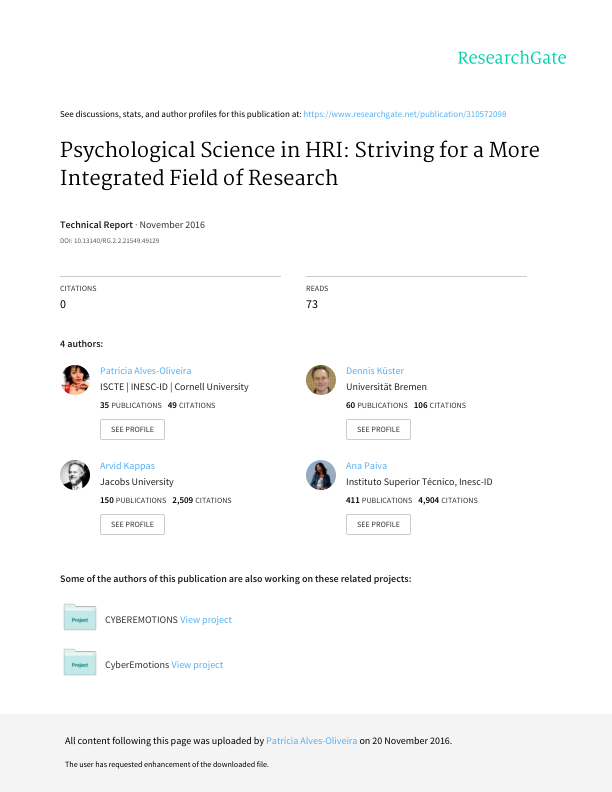 ResearchGate
See discussions, stats, and author profiles for this publication at: https://www.researchgate.net/publication/310572098
Psychological Science in HRI: Striving for a More
Integrated Field of Research
Technical Report · November 2016
DOI: 10.13140/RG.2.2.21549.49129
CITATIONS
0
READS
73
4 authors:
Patrícia Alves-Oliveira
ISCTE | INESC-ID | Cornell University
35 PUBLICATIONS 49 CITATIONS
SEE PROFILE
Dennis Küster
Universität Bremen
60 PUBLICATIONS 106 CITATIONS
SEE PROFILE
Arvid Kappas
Jacobs University
150 PUBLICATIONS 2,509 CITATIONS
SEE PROFILE
Ana Paiva
Instituto Superior Técnico, Inesc-ID
411 PUBLICATIONS 4,904 CITATIONS
SEE PROFILE
Some of the authors of this publication are also working on these related projects:
Project
CYBEREMOTIONS View project
Project
CyberEmotions View project
All content following this page was uploaded by Patrícia Alves-Oliveira on 20 November 2016.
The user has requested enhancement of the downloaded file.